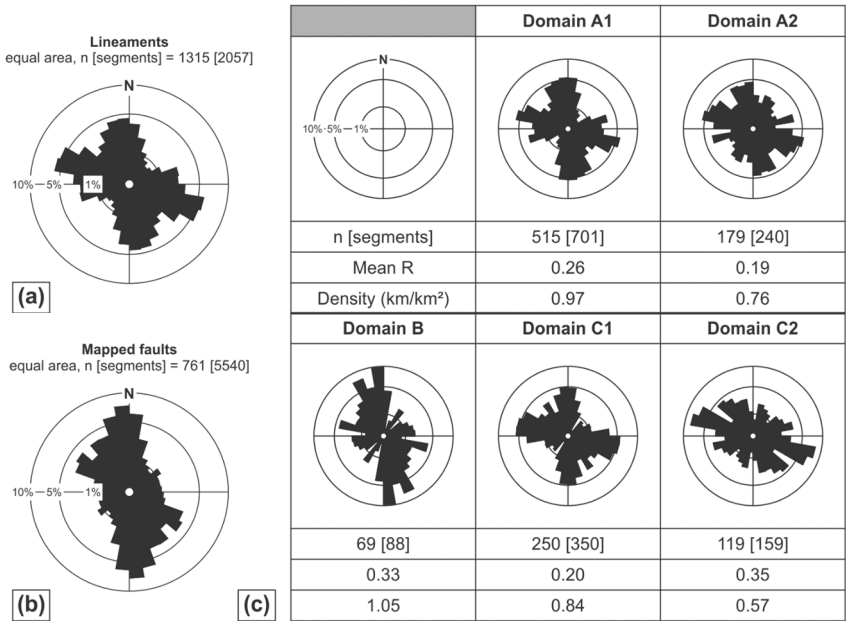 Lineaments
equal area, n [segments] = 1315 [2057]
N
10%
5%
1%
(a)
Mapped faults
equal area, n [segments] = 761 [5540]
N
10%
5%
1%
(b)
(c)
Domain A1
Domain A2
N
10%
5%
1%
n [segments]
515 [701]
179 [240]
Mean R
0.26
0.19
Density (km/km²)
0.97
0.76
Domain B
Domain C1
Domain C2
69 [88]
250 [350]
119 [159]
0.33
0.20
0.35
1.05
0.84
0.57